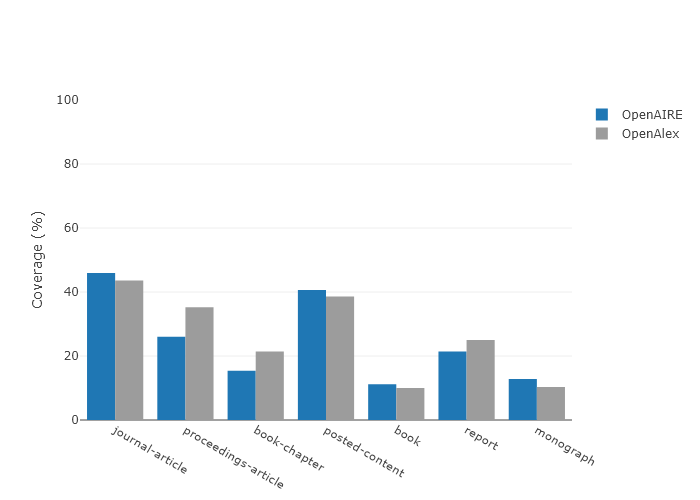 100
80
60
40
20
0
Coverage (%)
journal-article
proceedings-article
book-chapter
posted-content
book
report
monograph
OpenAIRE
OpenAlex